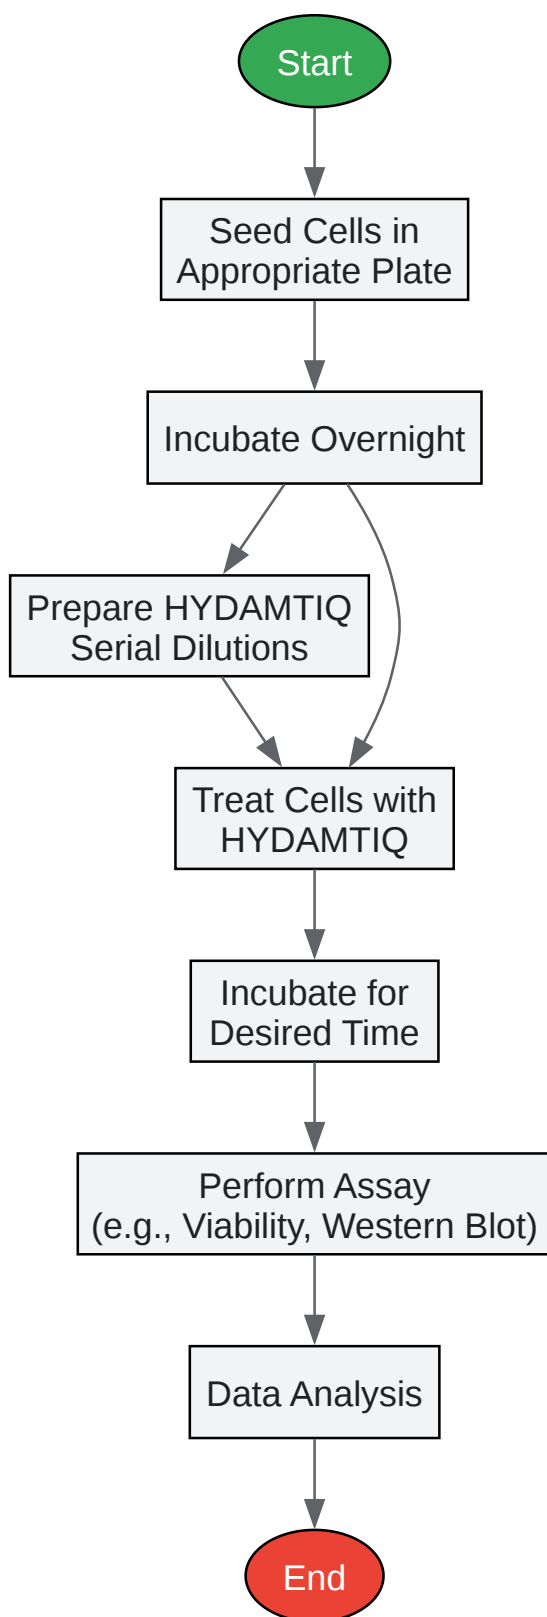 Start
Seed Cells in
Appropriate Plate
Incubate Overnight
Prepare HYDAMTIQ
Serial Dilutions
Treat Cells with
HYDAMTIQ
Incubate for
Desired Time
Perform Assay
(e.g., Viability, Western Blot)
Data Analysis
End